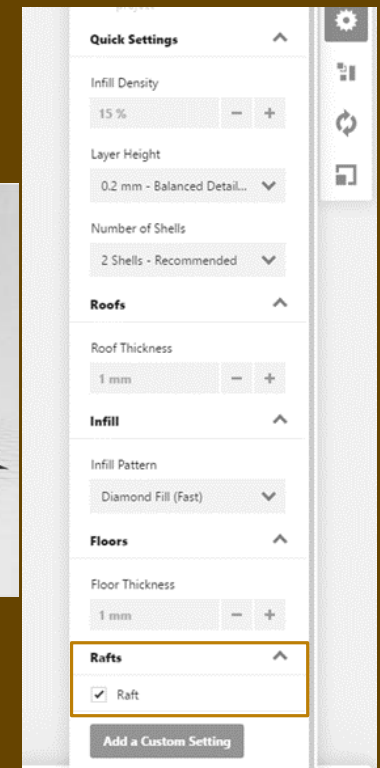 Quick Settings
Infill Density
15 %
Layer Height
0.2 mm - Balanced Detail...
Number of Shells
2 Shells - Recommended
Roofs
Roof Thickness
1 mm
Infill
Infill Pattern
Diamond Fill (Fast)
Floors
Floor Thickness
1 mm
Rafts
Raft
Add a Custom Setting